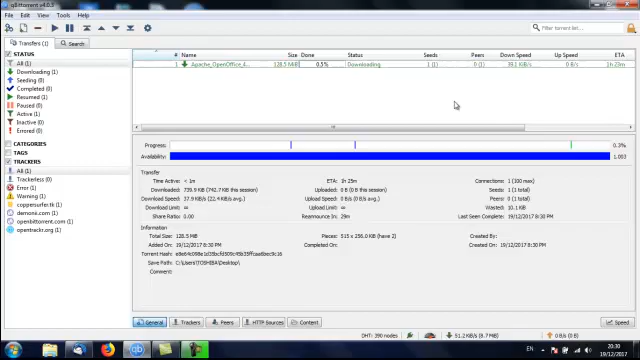 qBittorrent v4.0.3
File Edit View Tools Help
Filter torrent list...
Transfers (1) Search
STATUS
All (1)
Downloading (1)
Seeding (0)
Completed (0)
Resumed (1)
Paused (0)
Active (1)
Inactive (0)
Errored (0)
CATEGORIES
TAGS
TRACKERS
All (1)
Trackerless (0)
Error (1)
Warning (1)
coppersurfer.tk (1)
demonii.com (1)
openbittorrent.com (1)
opentrackr.org (1)
# Name Size Done Status Seeds Peers Down Speed Up Speed ETA
1 Apache_OpenOffice_4... 128.5 MiB 0.5% Downloading 1 (1) 0 (1) 39.1 KiB/s 0 B/s 1h 23m
Progress: 0.3%
Availability: 1.003
Transfer
Time Active: < 1m ETA: 1h 25m Connections: 1 (100 max)
Downloaded: 739.9 KiB (742.7 KiB this session) Uploaded: 0 B (0 B this session) Seeds: 1 (1 total)
Download Speed: 37.9 KiB/s (22.4 KiB/s avg.) Upload Speed: 0 B/s (0 B/s avg.) Peers: 0 (1 total)
Download Limit: ∞ Upload Limit: ∞ Wasted: 10.1 KiB
Share Ratio: 0.00 Reannounce In: 29m Last Seen Complete: 19/12/2017 8:30 PM
Information
Total Size: 128.5 MiB Pieces: 515 x 256.0 KiB (have 2) Created By:
Added On: 19/12/2017 8:30 PM Completed On: Created On: 19/12/2017 8:30 PM
Torrent Hash:
Save Path: C:\Users\TOSHIBA\Desktop\
Comment:
General Trackers Peers HTTP Sources Content Speed
DHT: 390 nodes 51.2 KiB/s (9.7 MiB) 0 B/s (0 B)
EN 20:30
19/12/2017